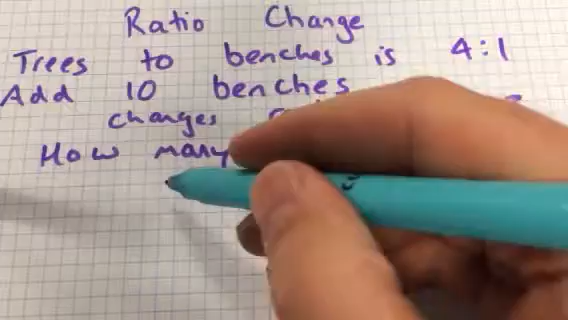 Ratio Change
Trees to benches is 4:1
Add 10 benches
changes
How many